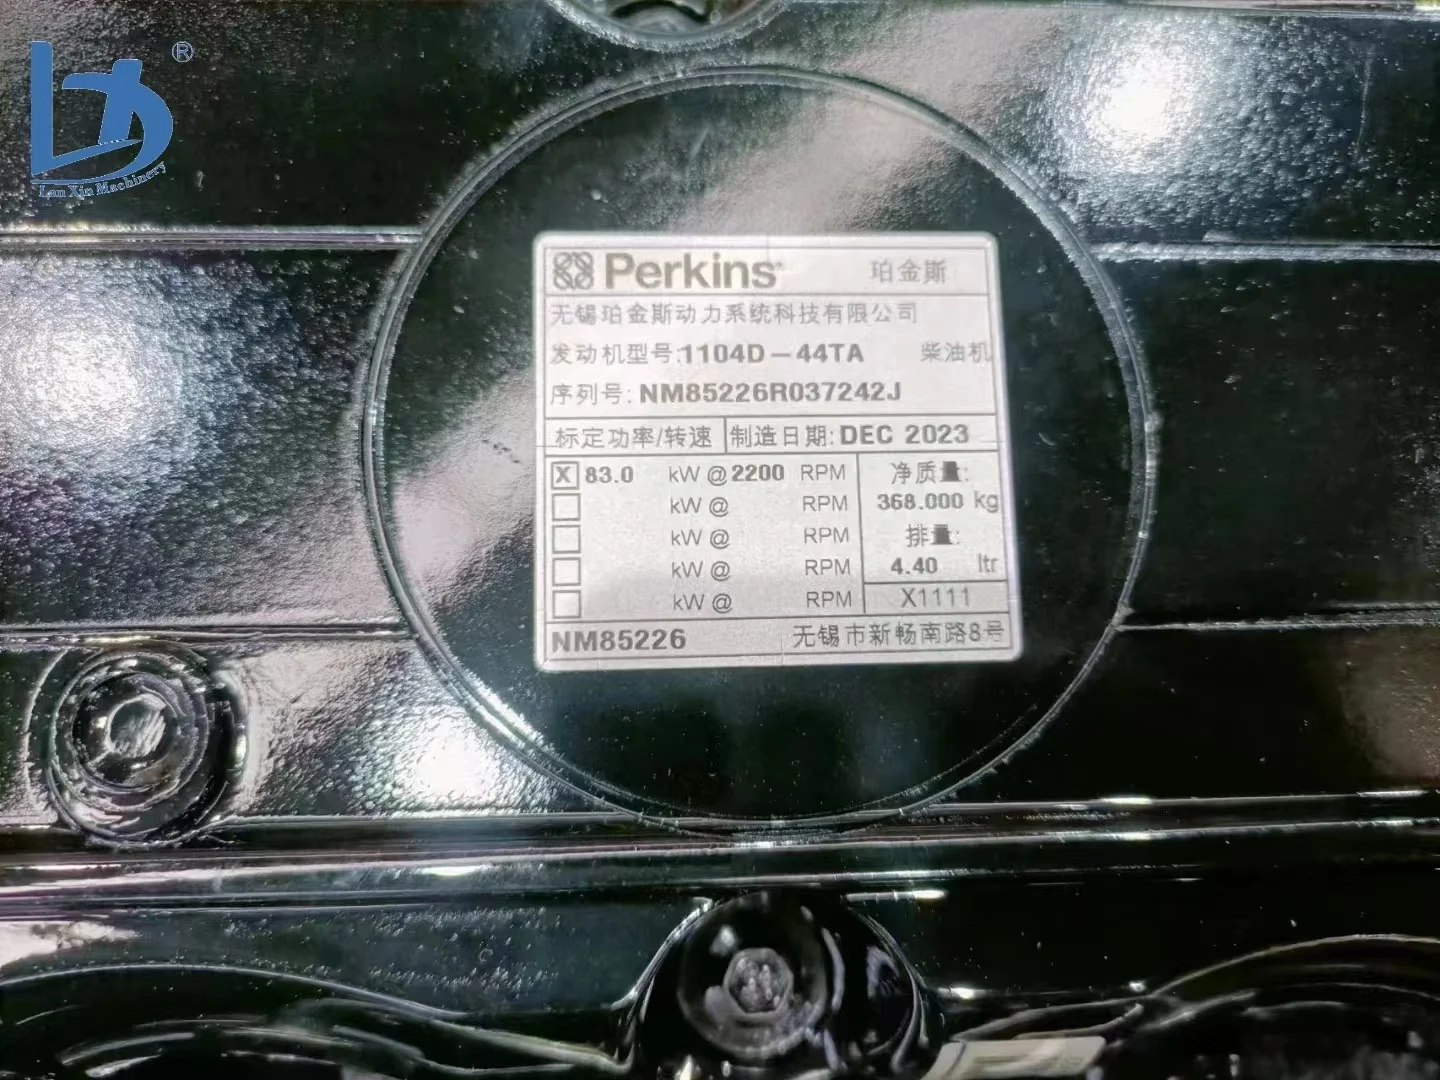 ®
Lan Xin Machinery
Perkins 珀金斯
无锡珀金斯动力系统科技有限公司
发动机型号:1104D-44TA 柴油机
序列号: NM85226R037242J
标定功率/转速 制造日期: DEC 2023
X 83.0 kW @ 2200 RPM 净质量:
kW @ RPM 368.000 kg
kW @ RPM 排量:
kW @ RPM 4.40 ltr
kW @ RPM X1111
NM85226 无锡市新畅南路8号